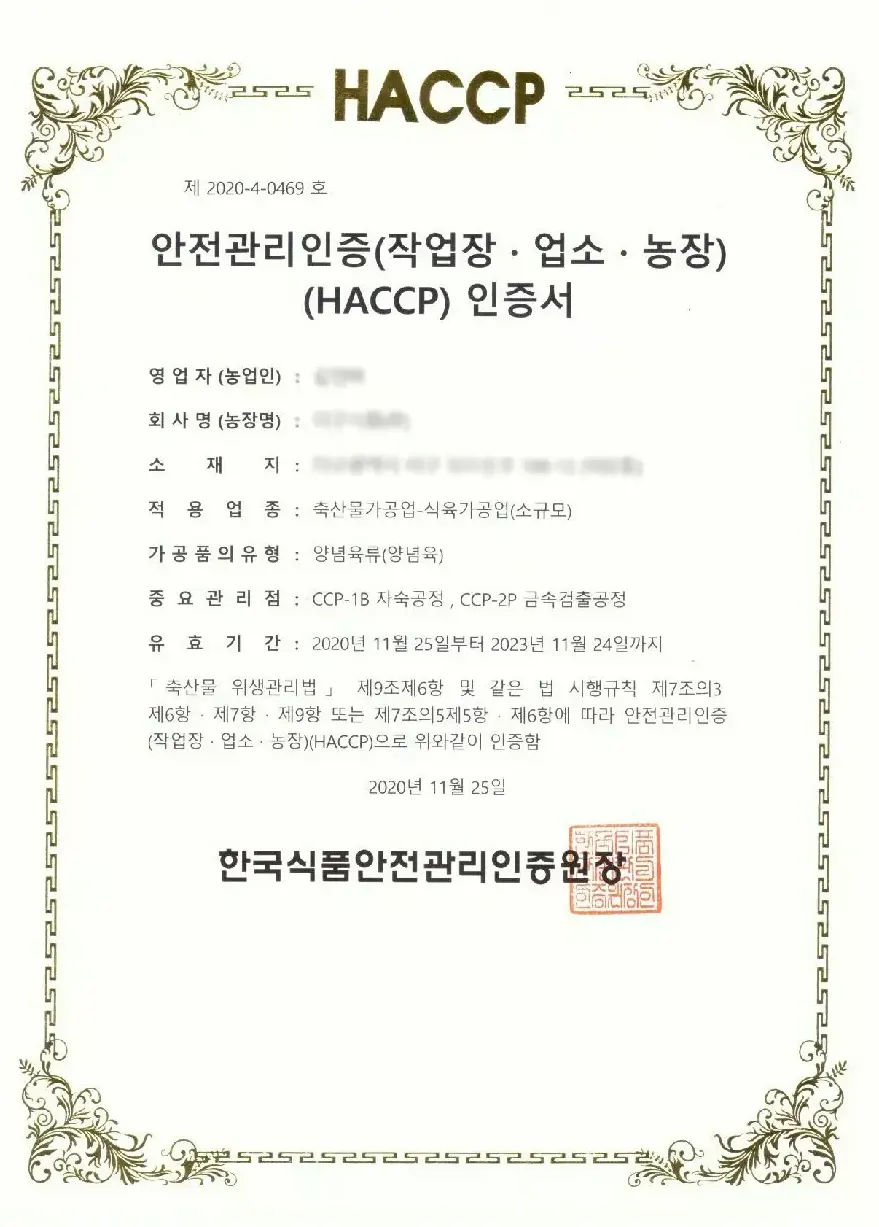 HACCP
제 2020-4-0469 호
안전관리인증(작업장 · 업소 · 농장)
(HACCP) 인증서
영 업 자 (농업인) :
회 사 명 (농장명) :
소 재 지 :
적 용 업 종 : 축산물가공업-식육가공업(소규모)
가 공 품 의 유 형 : 양념육류(양념육)
중 요 관 리 점 : CCP-1B 자숙공정 , CCP-2P 금속검출공정
유 효 기 간 : 2020년 11월 25일부터 2023년 11월 24일까지
「 축산물 위생관리법 」 제9조제6항 및 같은 법 시행규칙 제7조의3
제6항 · 제7항 · 제9항 또는 제7조의5제5항 · 제6항에 따라 안전관리인증
(작업장 · 업소 · 농장)(HACCP)으로 위와같이 인증함
2020년 11월 25일
한국식품안전관리인증원장